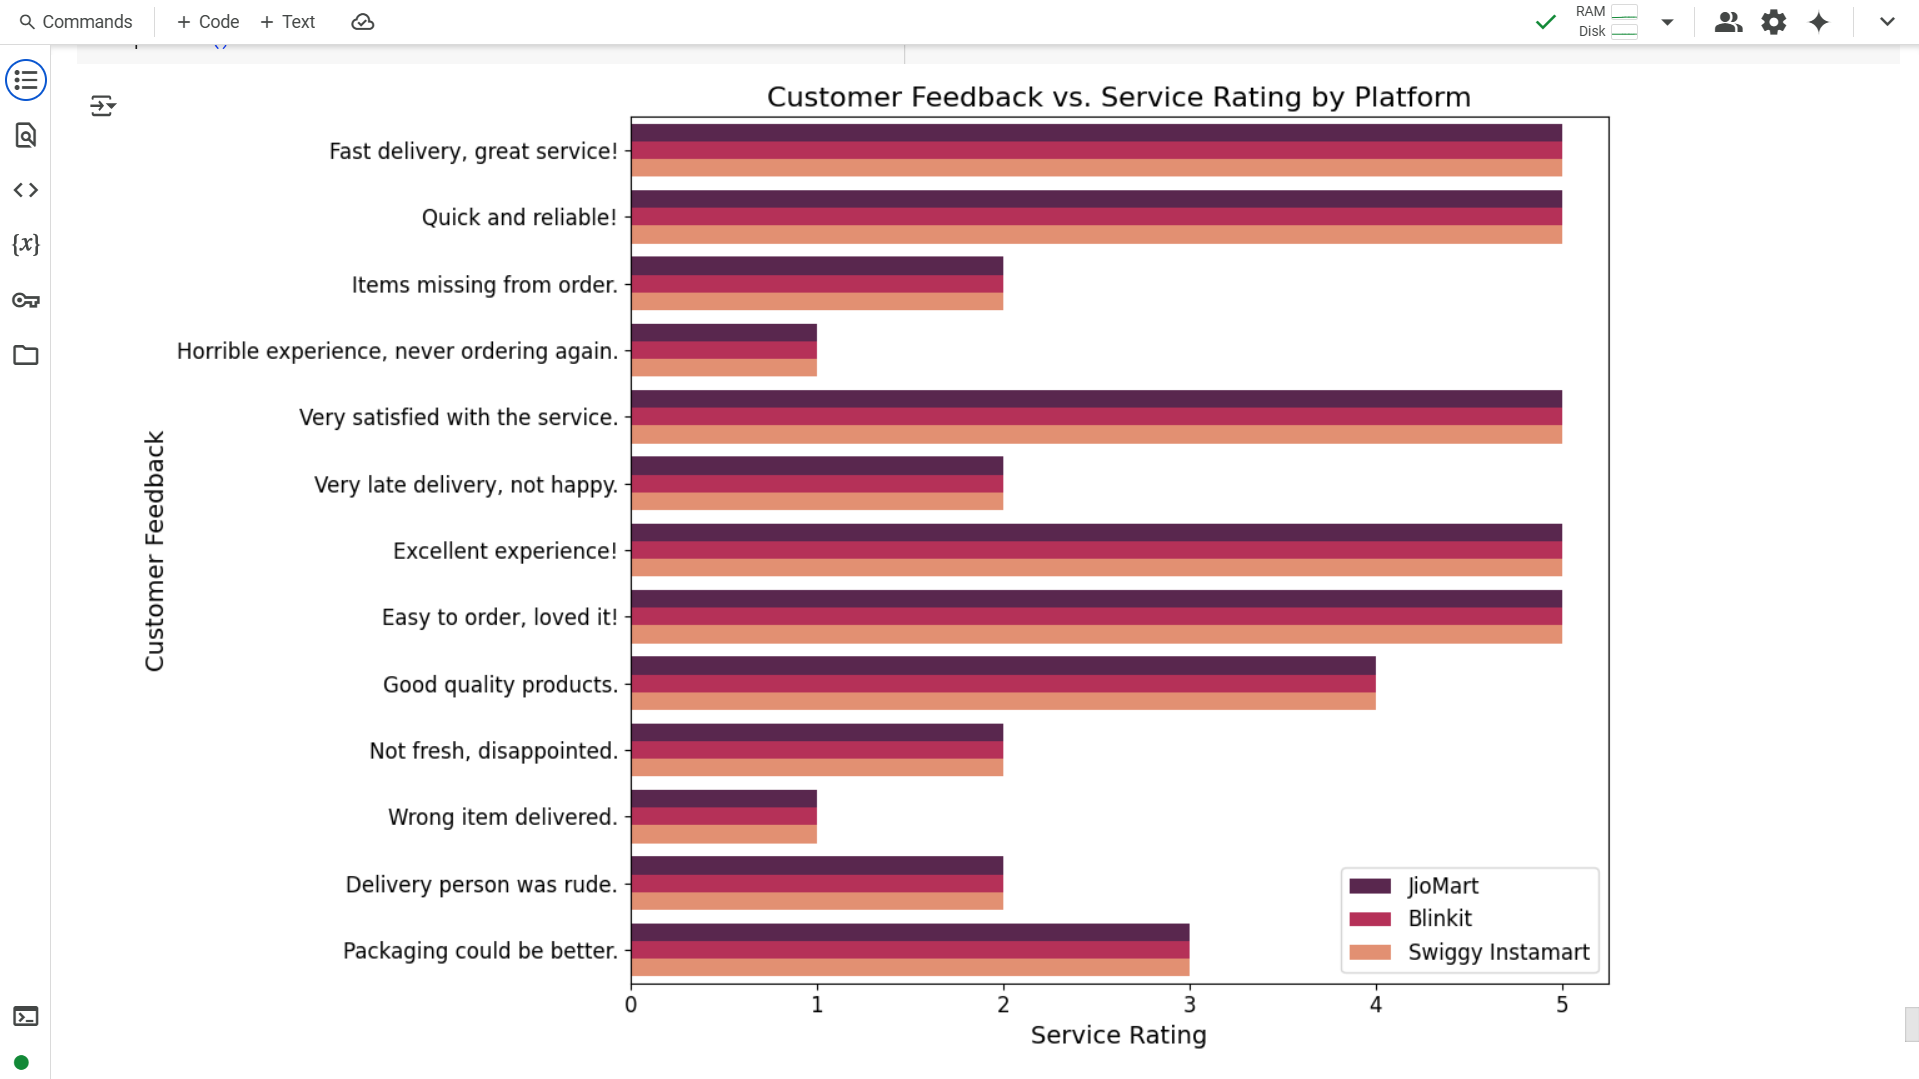 Commands
+ Code
+ Text
RAM
Disk
{x}
Customer Feedback vs. Service Rating by Platform
Customer Feedback
Fast delivery, great service!
Quick and reliable!
Items missing from order.
Horrible experience, never ordering again.
Very satisfied with the service.
Very late delivery, not happy.
Excellent experience!
Easy to order, loved it!
Good quality products.
Not fresh, disappointed.
Wrong item delivered.
Delivery person was rude.
Packaging could be better.
JioMart
Blinkit
Swiggy Instamart
0 1 2 3 4 5
Service Rating